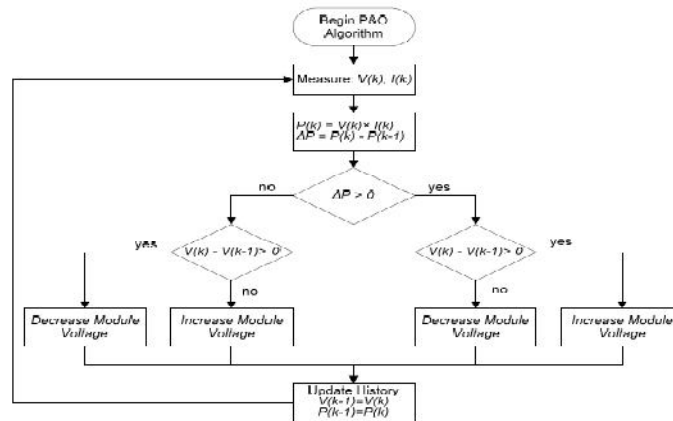 Begin P&O
Algorithm
Measure: V(k), I(k)
P(k) = V(k)× I(k)
ΔP = P(k) - P(k-1)
no
ΔP > 0
yes
yes
V(k) - V(k-1)> 0
V(k) - V(k-1)> 0
yes
no
no
Decrease Module
Voltage
Increase Module
Voltage
Decrease Module
Voltage
Increase Module
Voltage
Update History
V(k-1)=V(k)
P(k-1)=P(k)